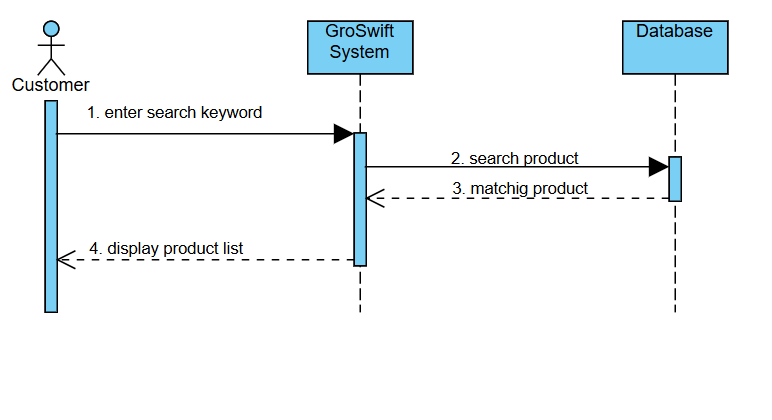 GroSwift
System
Database
Customer
1. enter search keyword
2. search product
3. matchig product
4. display product list